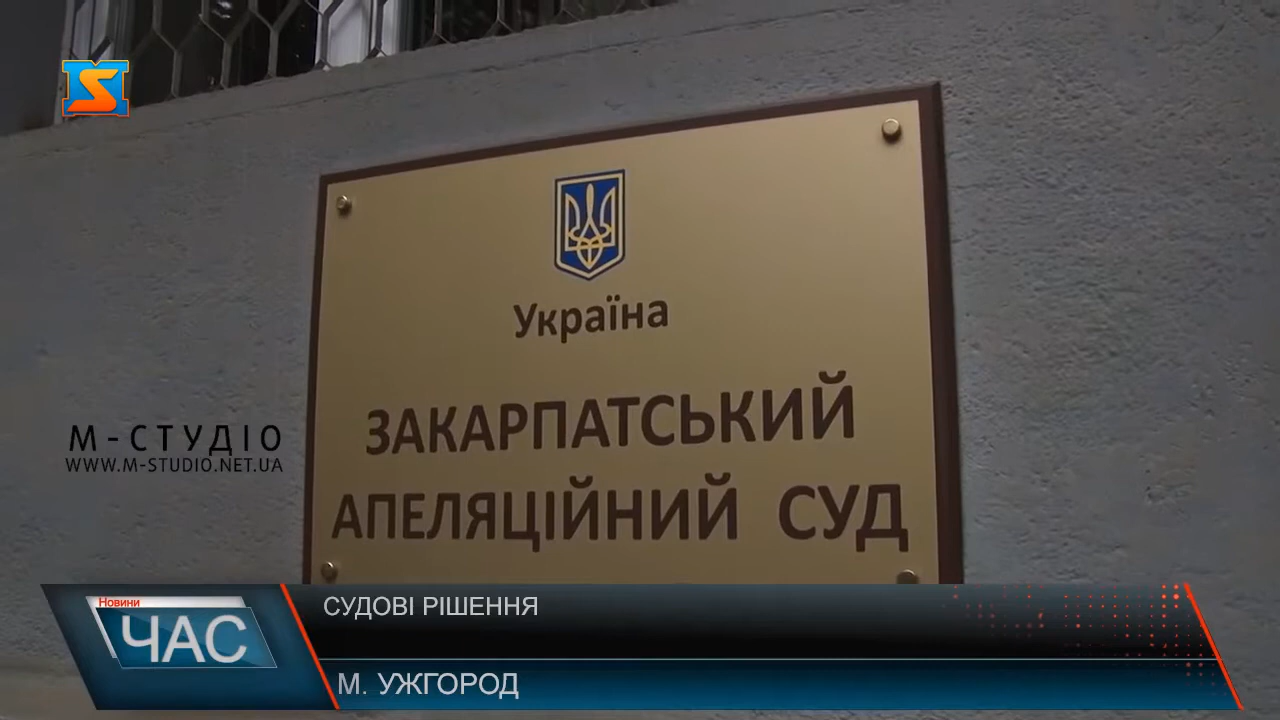 Україна
ЗАКАРПАТСЬКИЙ
АПЕЛЯЦІЙНИЙ СУД
М-СТУДІО
WWW.M-STUDIO.NET.UA
Новини
ЧАС
СУДОВІ РІШЕННЯ
М. УЖГОРОД